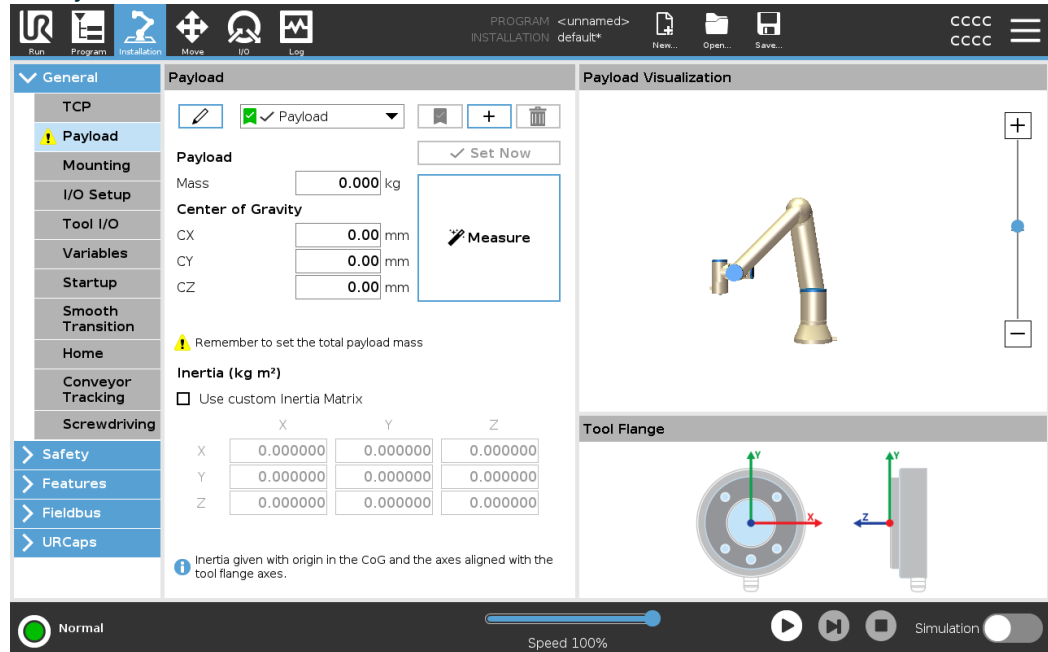 PROGRAM <unnamed>
INSTALLATION default*
CCCC
CCCC
Run Program Installation Move I/O Log New... Open... Save...
General
TCP
Payload
Mounting
I/O Setup
Tool I/O
Variables
Startup
Smooth
Transition
Home
Conveyor
Tracking
Screwdriving
Safety
Features
Fieldbus
URCaps
Payload
Payload
+
Payload
Set Now
Mass 0.000 kg
Center of Gravity
CX 0.00 mm
CY 0.00 mm
CZ 0.00 mm
Measure
Remember to set the total payload mass
Inertia (kg m²)
Use custom Inertia Matrix
X Y Z
X 0.000000 0.000000 0.000000
Y 0.000000 0.000000 0.000000
Z 0.000000 0.000000 0.000000
Inertia given with origin in the CoG and the axes aligned with the
tool flange axes.
Payload Visualization
+
−
Tool Flange
Y
X
Y
Z
Normal
Speed 100%
Simulation